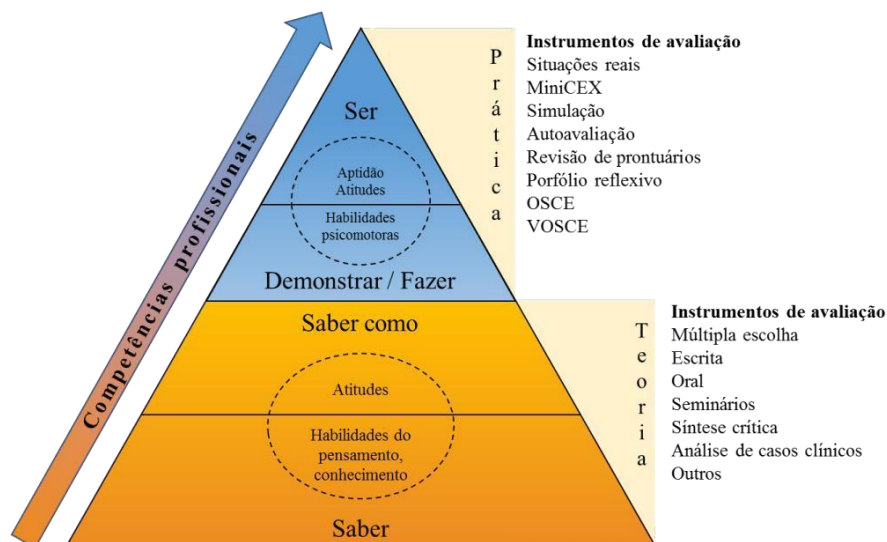 Competências profissionais
Ser
Aptidão
Atitudes
Habilidades
psicomotoras
Demonstrar / Fazer
Saber como
Atitudes
Habilidades do
pensamento,
conhecimento
Saber
Prática
Instrumentos de avaliação
Situações reais
MiniCEX
Simulação
Autoavaliação
Revisão de prontuários
Porfólio reflexivo
OSCE
VOSCE
Teoria
Instrumentos de avaliação
Múltipla escolha
Escrita
Oral
Seminários
Síntese crítica
Análise de casos clínicos
Outros